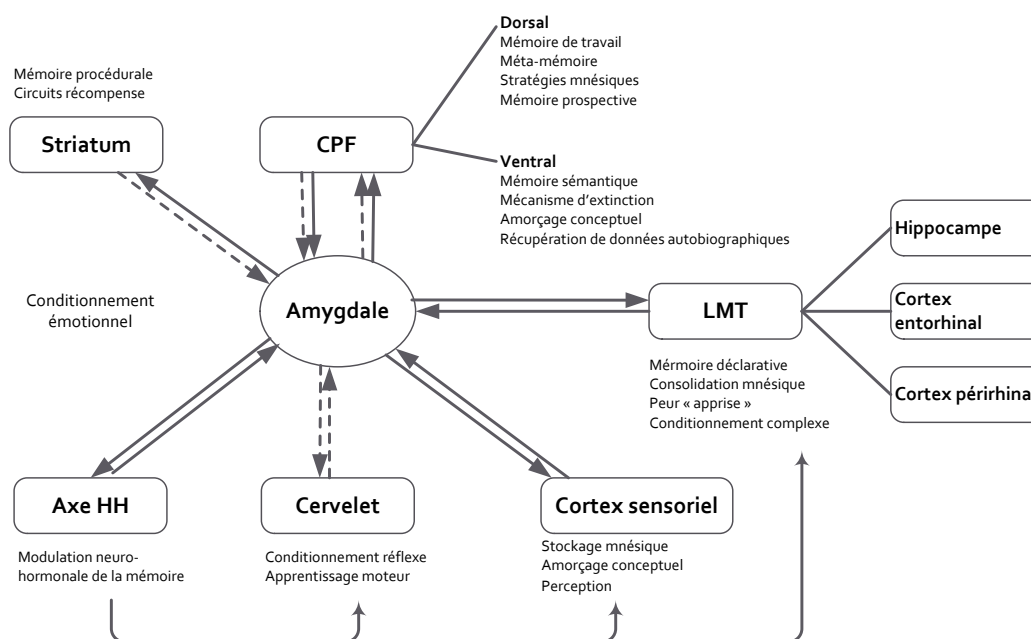 Dorsal
Mémoire de travail
Méta-mémoire
Stratégies mnésiques
Mémoire prospective
Mémoire procédurale
Circuits récompense
Striatum
CPF
Ventral
Mémoire sémantique
Mécanisme d'extinction
Amorçage conceptuel
Récupération de données autobiographiques
Hippocampe
Conditionnement
émotionnel
Amygdale
LMT
Cortex
entorhinal
Mérmoire déclarative
Consolidation mnésique
Peur « apprise »
Conditionnement complexe
Cortex périrhina
Axe HH
Cervelet
Cortex sensoriel
Modulation neuro-
hormonale de la mémoire
Conditionnement réflexe
Apprentissage moteur
Stockage mnésique
Amorçage conceptuel
Perception